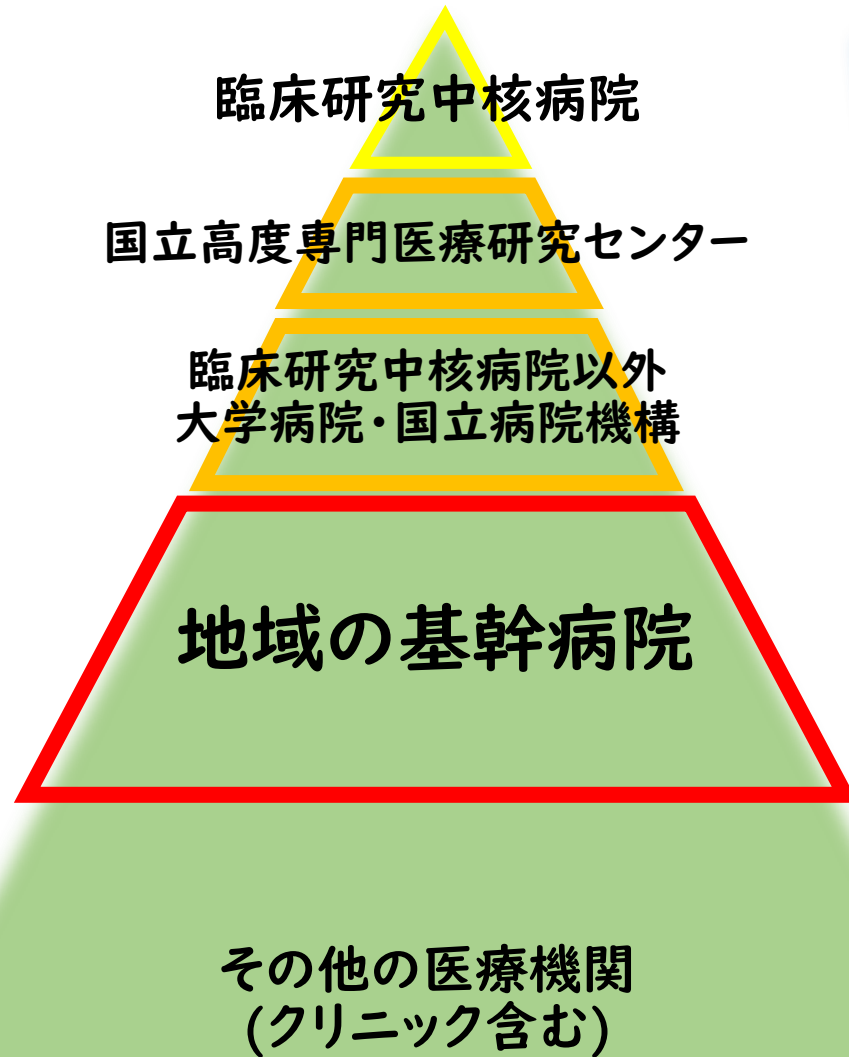 臨床研究中核病院
国立高度専門医療研究センター
臨床研究中核病院以外
大学病院・国立病院機構
地域の基幹病院
その他の医療機関
(クリニック含む)